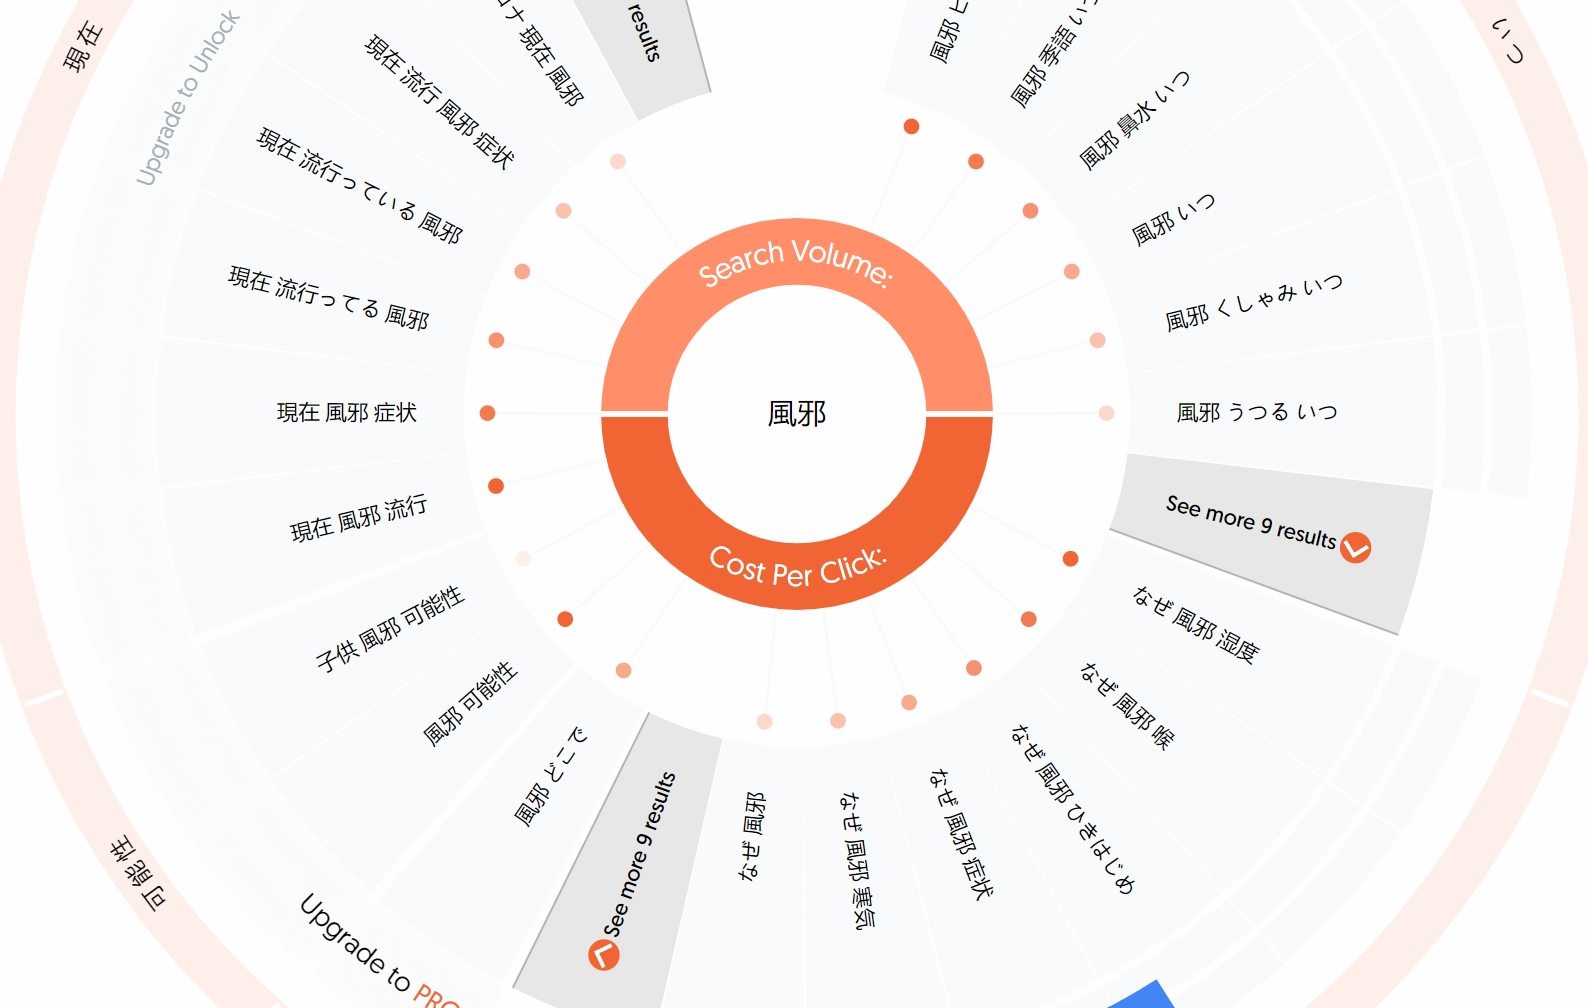 現在
Upgrade to Unlock
現在 風邪
現在 流行 風邪 症状
現在 流行っている 風邪
現在 流行ってる 風邪
現在 風邪 症状
現在 風邪 流行
results
風邪
風邪 季語 いつ
風邪 鼻水 いつ
風邪 いつ
風邪 くしゃみ いつ
風邪 うつる いつ
See more 9 results
いつ
Search Volume:
風邪
Cost Per Click:
なぜ 風邪 湿度
なぜ 風邪 喉
なぜ 風邪 ひきはじめ
なぜ 風邪 症状
なぜ 風邪 寒気
なぜ 風邪
See more 9 results
風邪 どこで
風邪 可能性
子供 風邪 可能性
可能性
Upgrade to PRO